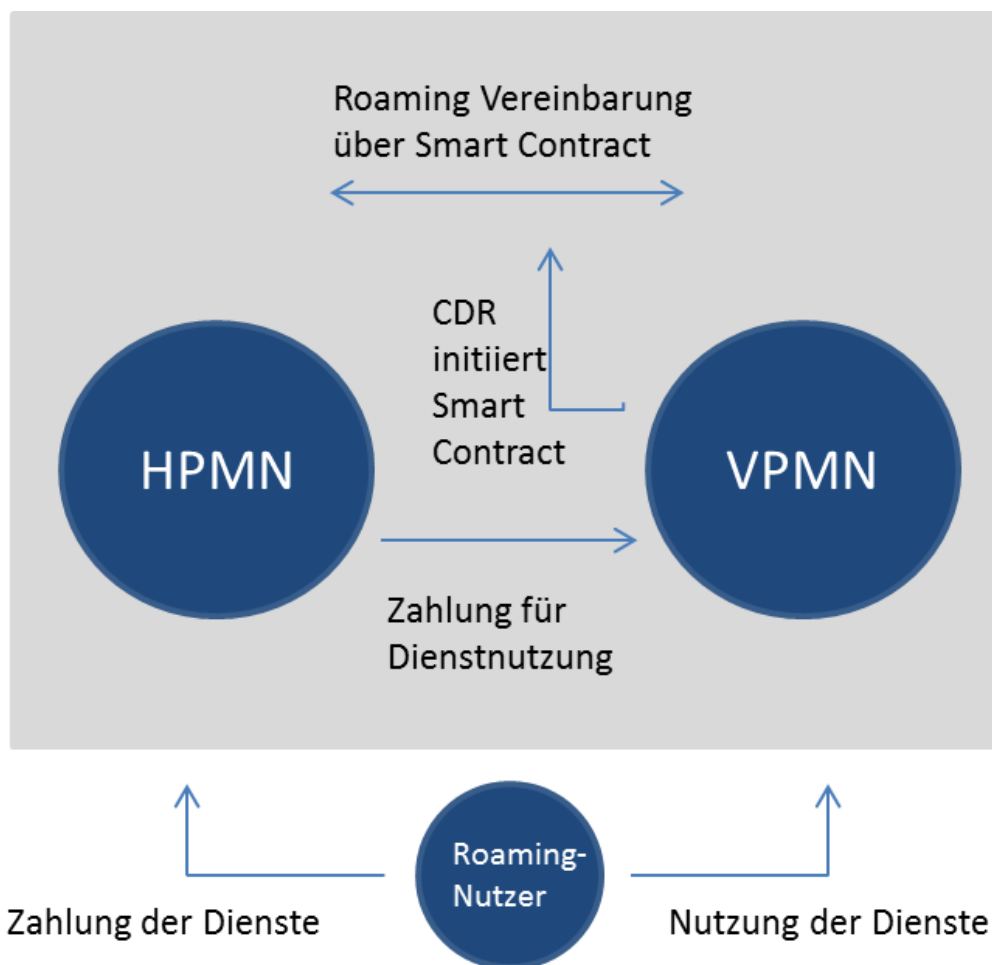 Roaming Vereinbarung
über Smart Contract
CDR
initiiert
Smart
Contract
HPMN
VPMN
Zahlung für
Dienstnutzung
Roaming-
Nutzer
Zahlung der Dienste
Nutzung der Dienste